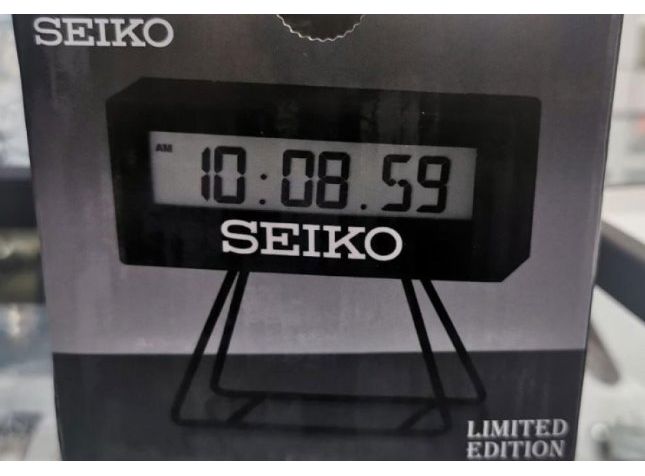 SEIKO
AM
10:08.59
SEIKO
LIMITED
EDITION